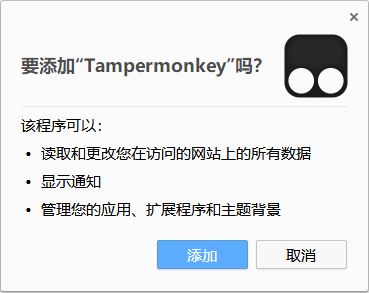 要添加“Tampermonkey”吗?
该程序可以：
• 读取和更改您在访问的网站上的所有数据
• 显示通知
• 管理您的应用、扩展程序和主题背景
添加
取消